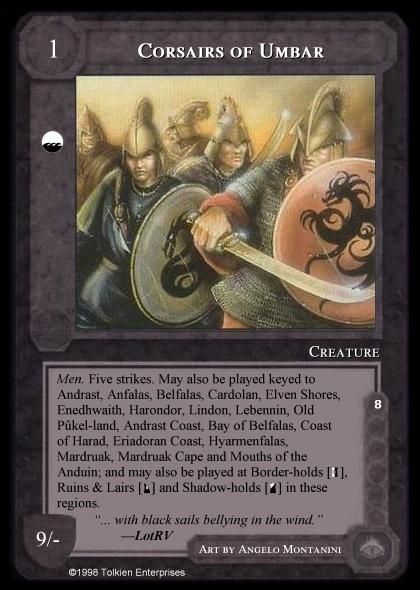 1
CORSAIRS OF UMBAR
CREATURE
Men. Five strikes. May also be played keyed to
Andrast, Anfalas, Belfalas, Cardolan, Elven Shores,
Enedhwaith, Harondor, Lindon, Lebennin, Old
Pûkel-land, Andrast Coast, Bay of Belfalas, Coast
of Harad, Eriadoran Coast, Hyarmenfalas,
Mardruak, Mardruak Cape and Mouths of the
Anduin; and may also be played at Border-holds [],
Ruins & Lairs [] and Shadow-holds [] in these
regions.
8
“... with black sails bellying in the wind.”
—LotRV
9/-
ART BY ANGELO MONTANINI
©1998 Tolkien Enterprises